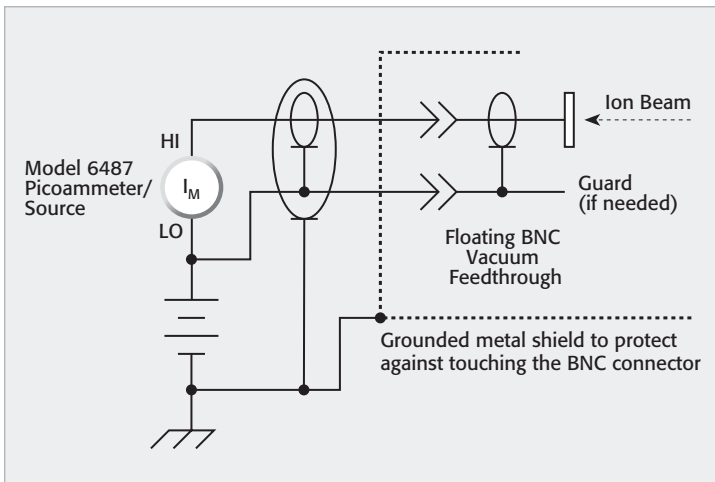 Model 6487
Picoammeter/
Source
HI
IM
LO
Ion Beam
Guard
(if needed)
Floating BNC
Vacuum
Feedthrough
Grounded metal shield to protect
against touching the BNC connector